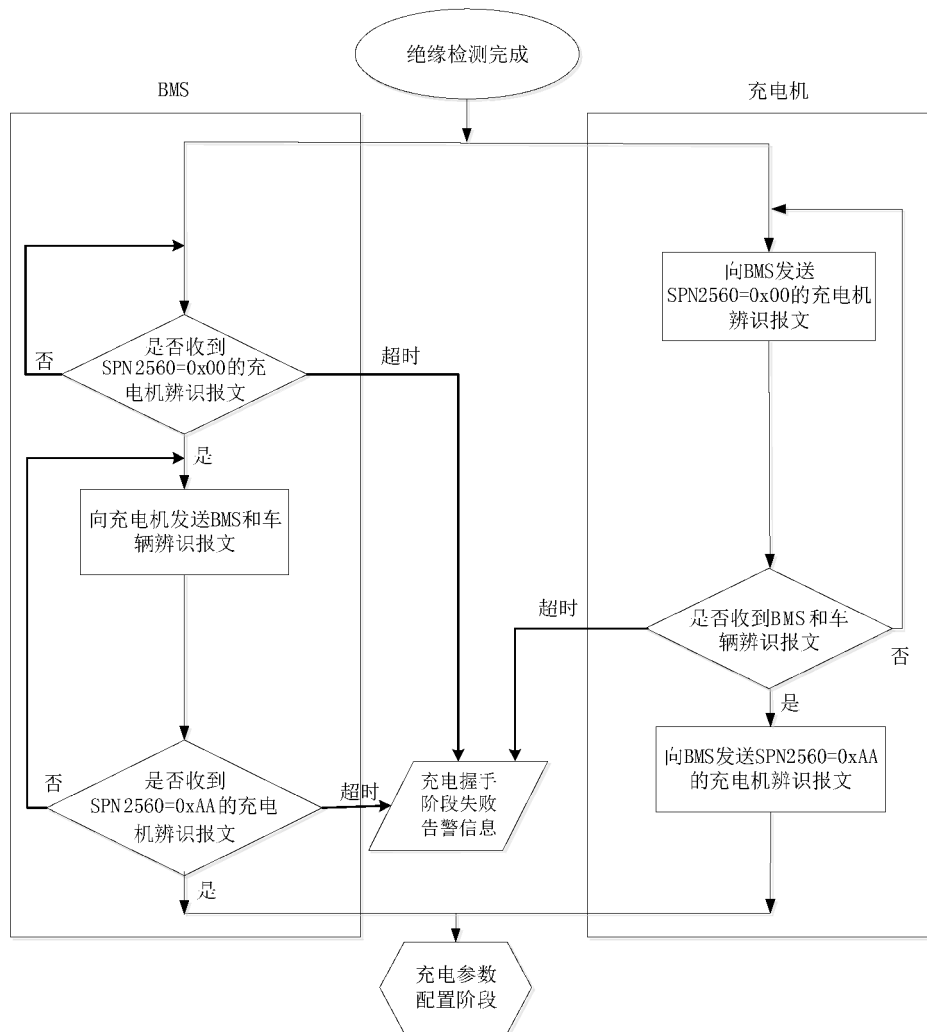 绝缘检测完成
BMS
充电机
向BMS发送
SPN2560=0x00的充电机
辨识报文
是否收到
SPN2560=0x00的充
电机辨识报文
否
超时
是
向充电机发送BMS和车
辆辨识报文
超时
是否收到BMS和车
辆辨识报文
否
是
向BMS发送SPN2560=0xAA
的充电机辨识报文
是否收到
SPN2560=0xAA的充电
机辨识报文
否
超时
是
充电握手
阶段失败
告警信息
充电参数
配置阶段